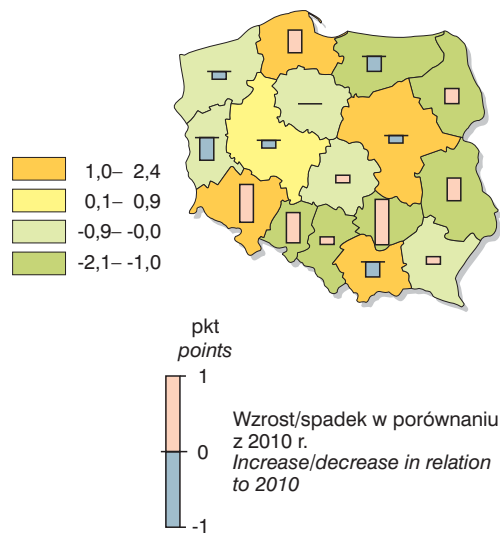 1,0– 2,4
0,1– 0,9
-0,9– -0,0
-2,1– -1,0
pkt
points
1
0
-1
Wzrost/spadek w porównaniu
z 2010 r.
Increase/decrease in relation
to 2010